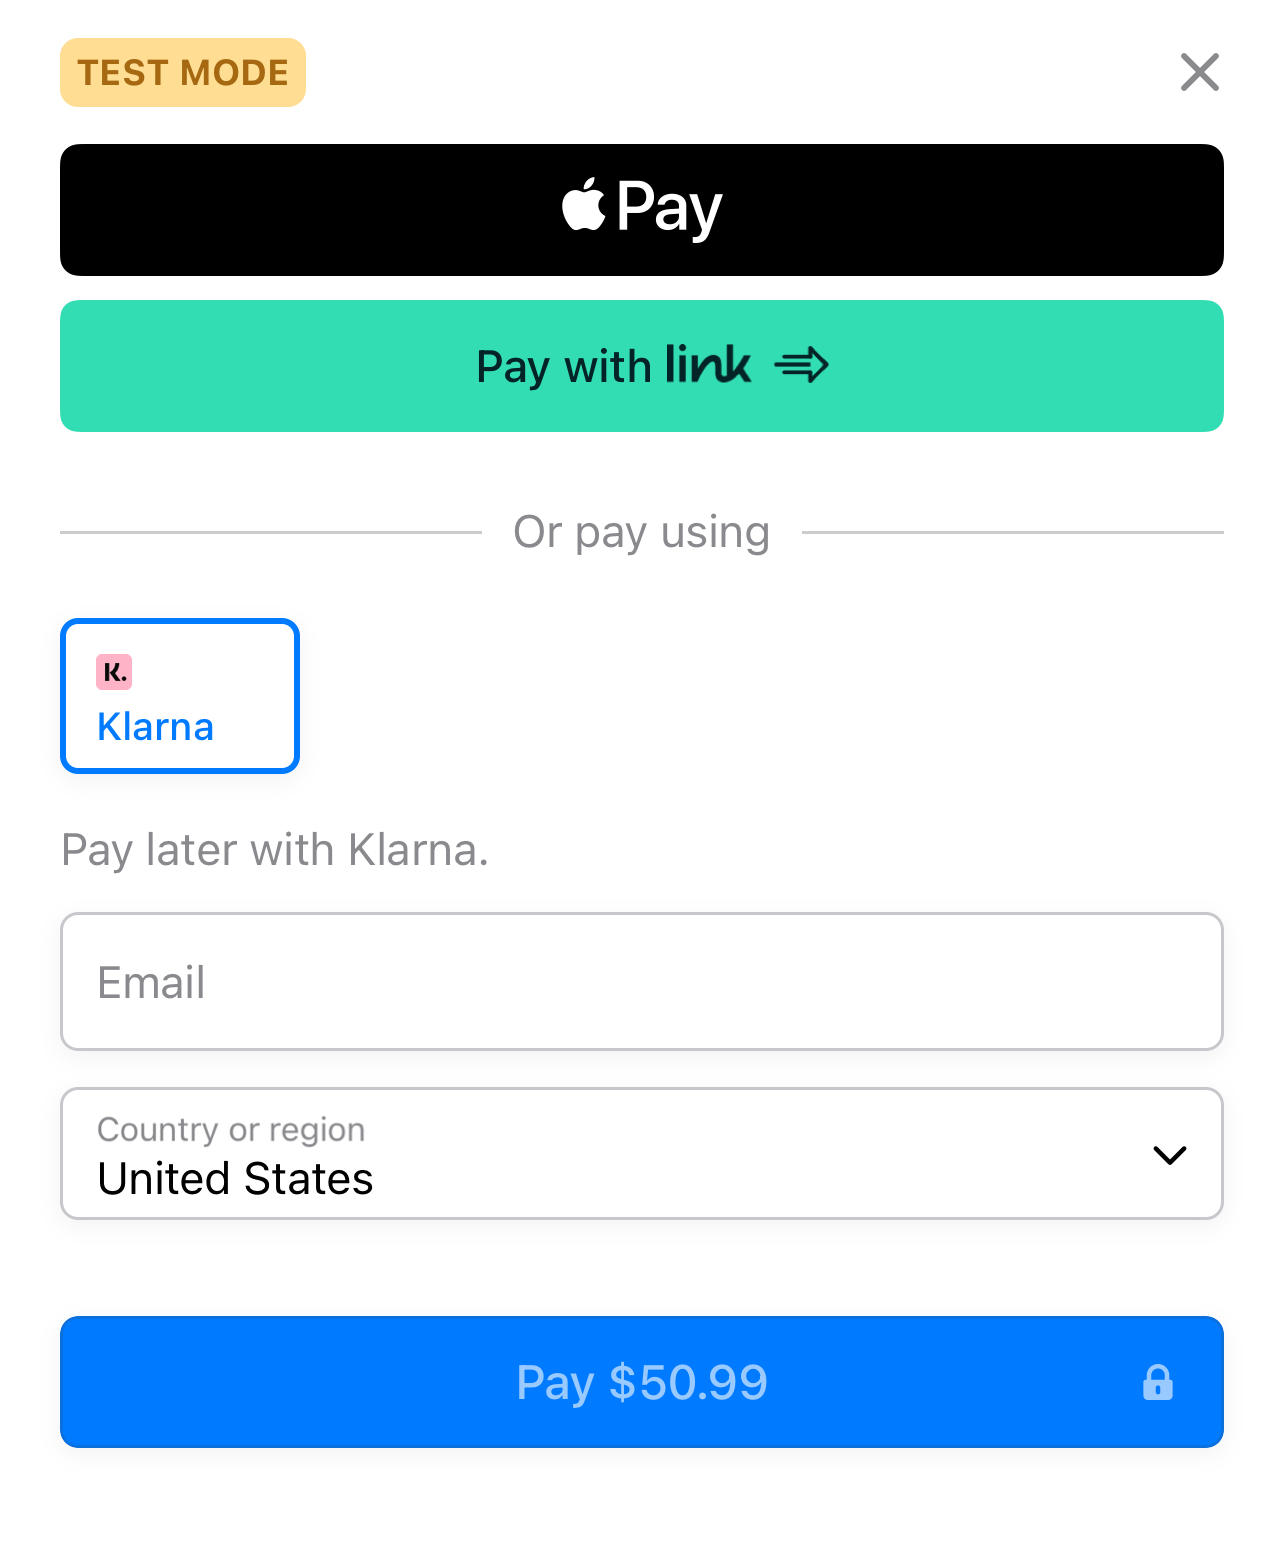 TEST MODE
Pay
Pay with link
Or pay using
K.
Klarna
Pay later with Klarna.
Email
Country or region
United States
Pay $50.99